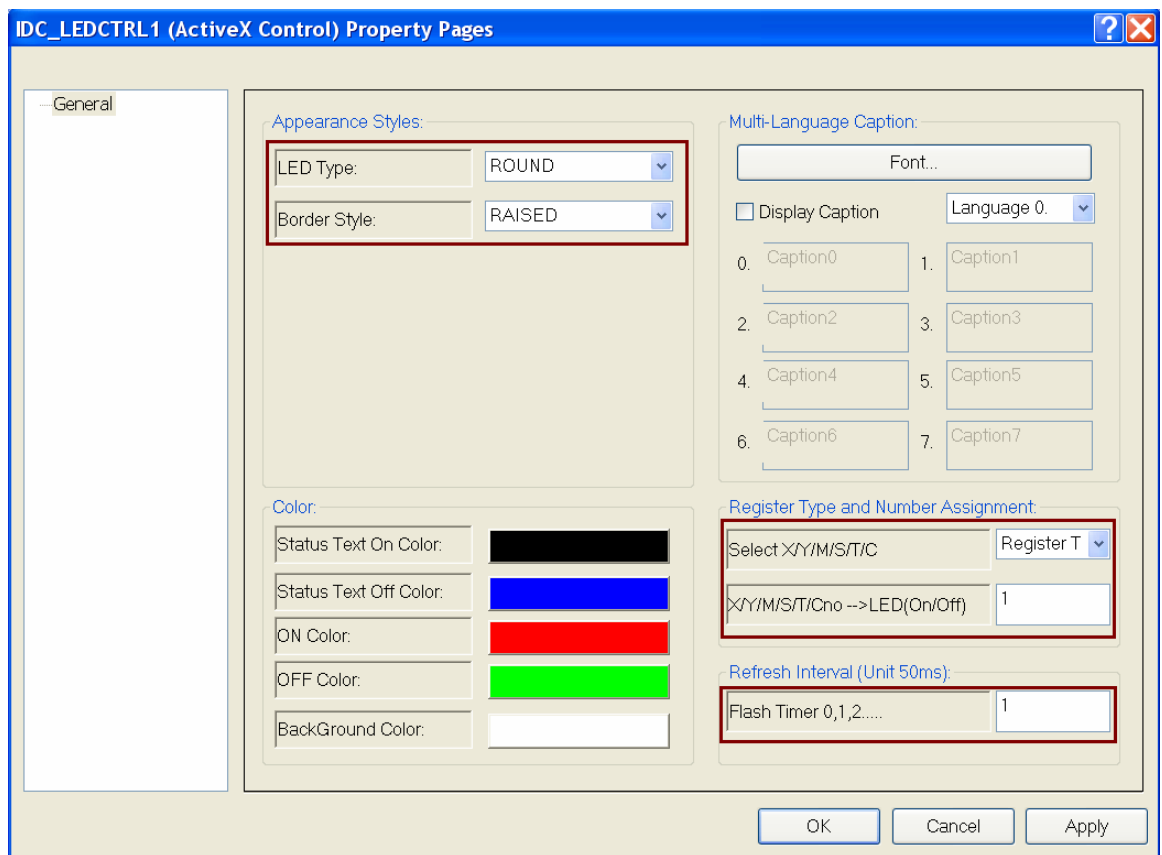 IDC_LEDCTRL1 (ActiveX Control) Property Pages
General
Appearance Styles:
LED Type:
ROUND
Border Style:
RAISED
Multi-Language Caption:
Font...
Display Caption
Language 0.
0. Caption0
1. Caption1
2. Caption2
3. Caption3
4. Caption4
5. Caption5
6. Caption6
7. Caption7
Color:
Status Text On Color:
Status Text Off Color:
ON Color:
OFF Color:
BackGround Color:
Register Type and Number Assignment:
Select X/Y/M/S/T/C
Register T
X/Y/M/S/T/Cno -->LED(On/Off)
1
Refresh Interval (Unit 50ms):
Flash Timer 0,1,2.....
1
OK
Cancel
Apply